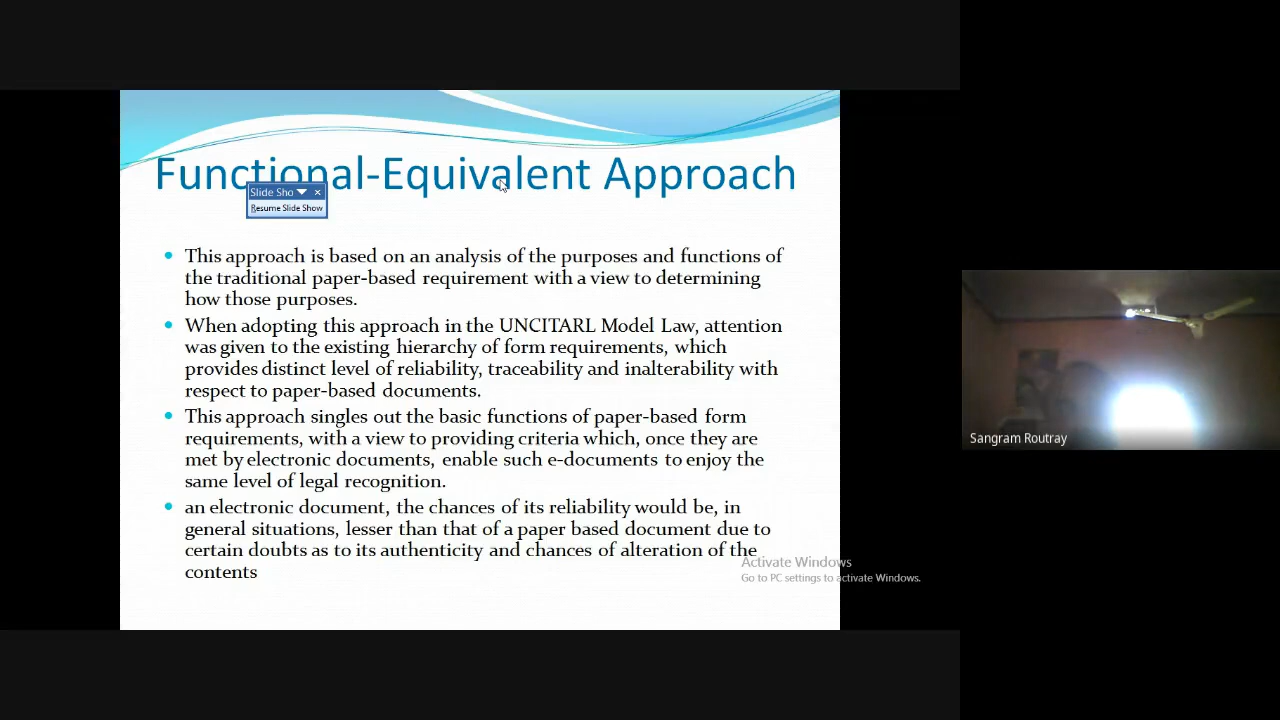 Functional-Equivalent Approach
Slide Sho
Resume Slide Show
This approach is based on an analysis of the purposes and functions of
the traditional paper-based requirement with a view to determining
how those purposes.
When adopting this approach in the UNCITARL Model Law, attention
was given to the existing hierarchy of form requirements, which
provides distinct level of reliability, traceability and inalterability with
respect to paper-based documents.
This approach singles out the basic functions of paper-based form
requirements, with a view to providing criteria which, once they are
met by electronic documents, enable such e-documents to enjoy the
same level of legal recognition.
an electronic document, the chances of its reliability would be, in
general situations, lesser than that of a paper based document due to
certain doubts as to its authenticity and chances of alteration of the
contents
Activate Windows
Go to PC settings to activate Windows.
Sangram Routray